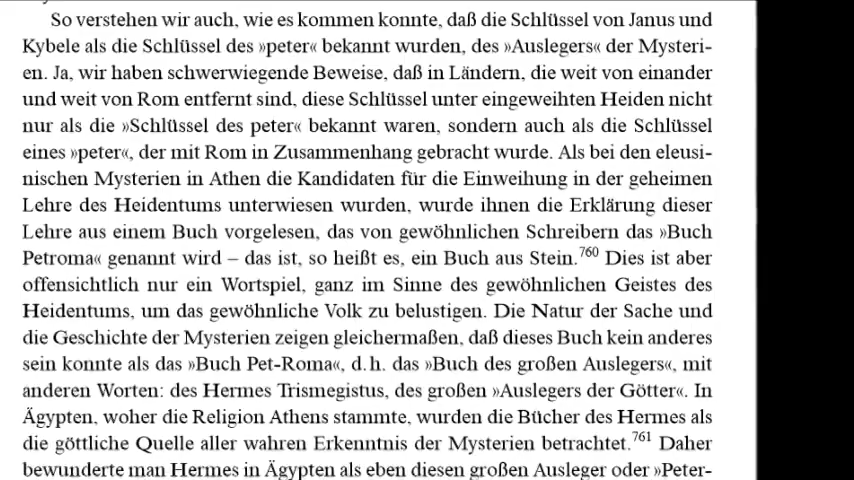 So verstehen wir auch, wie es kommen konnte, daß die Schlüssel von Janus und
Kybele als die Schlüssel des »peter« bekannt wurden, des »Auslegers« der Mysteri-
en. Ja, wir haben schwerwiegende Beweise, daß in Ländern, die weit von einander
und weit von Rom entfernt sind, diese Schlüssel unter eingeweihten Heiden nicht
nur als die »Schlüssel des peter« bekannt waren, sondern auch als die Schlüssel
eines »peter«, der mit Rom in Zusammenhang gebracht wurde. Als bei den eleusi-
nischen Mysterien in Athen die Kandidaten für die Einweihung in der geheimen
Lehre des Heidentums unterwiesen wurden, wurde ihnen die Erklärung dieser
Lehre aus einem Buch vorgelesen, das von gewöhnlichen Schreibern das »Buch
Petroma« genannt wird – das ist, so heißt es, ein Buch aus Stein.760 Dies ist aber
offensichtlich nur ein Wortspiel, ganz im Sinne des gewöhnlichen Geistes des
Heidentums, um das gewöhnliche Volk zu belustigen. Die Natur der Sache und
die Geschichte der Mysterien zeigen gleichermaßen, daß dieses Buch kein anderes
sein konnte als das »Buch Pet-Roma«, d. h. das »Buch des großen Auslegers«, mit
anderen Worten: des Hermes Trismegistus, des großen »Auslegers der Götter«. In
Ägypten, woher die Religion Athens stammte, wurden die Bücher des Hermes als
die göttliche Quelle aller wahren Erkenntnis der Mysterien betrachtet.761 Daher
bewunderte man Hermes in Ägypten als eben diesen großen Ausleger oder »Peter-